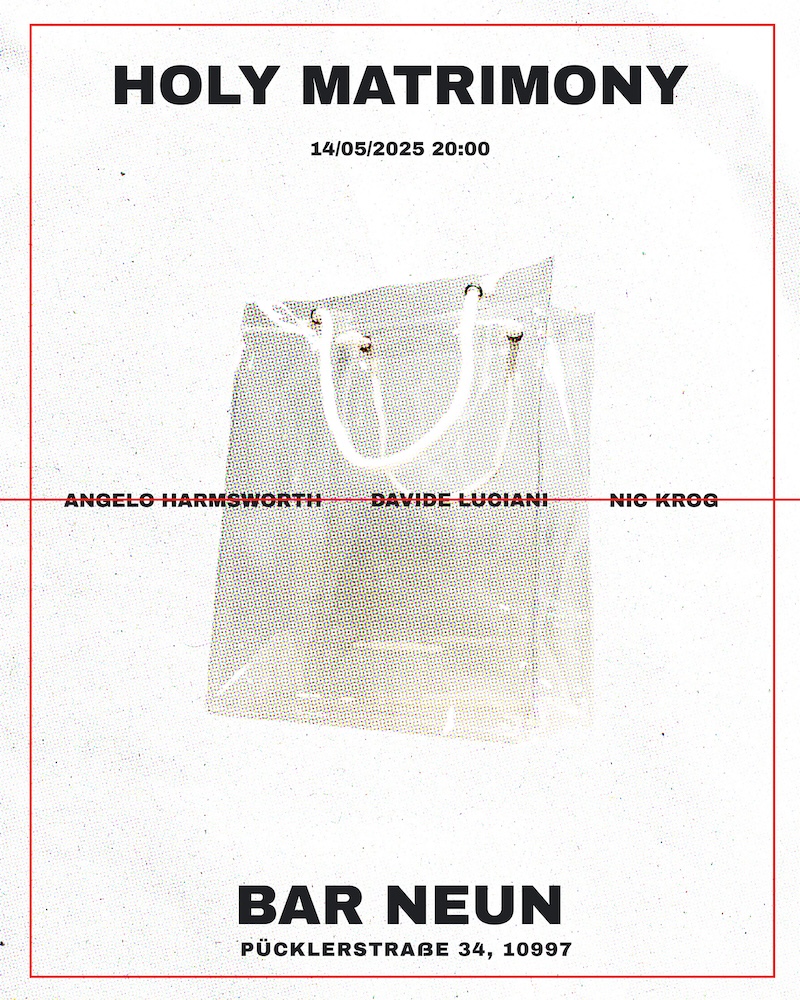 HOLY MATRIMONY
14/05/2025 20:00
ANGELO HARMSWORTH DAVIDE LUCIANI NIC KROG
BAR NEUN
PÜCKLERSTRAßE 34, 10997